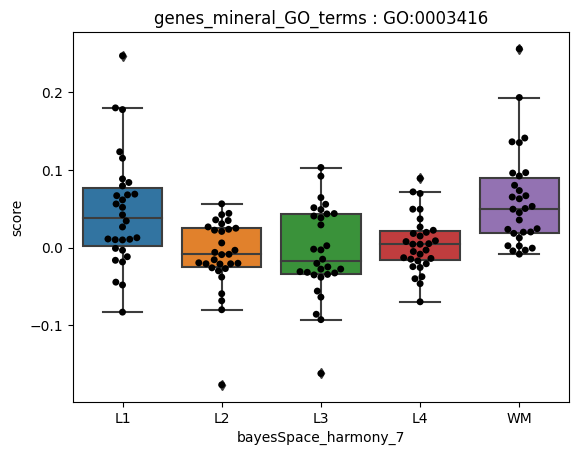 genes_mineral_GO_terms : GO:0003416
0.2
0.1
0.0
−0.1
score
L1 L2 L3 L4 WM
bayesSpace_harmony_7